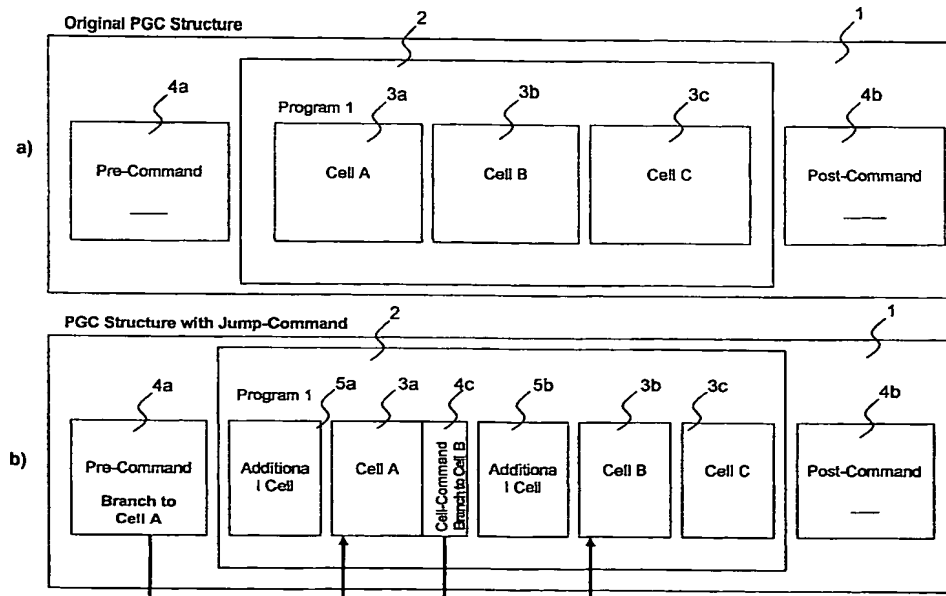 Original PGC Structure
2
1
4a
3a
3b
3c
4b
Program 1
a)
Pre-Command
Cell A
Cell B
Cell C
Post-Command
PGC Structure with Jump-Command
2
1
4a
5a
3a
4c
5b
3b
3c
4b
Program 1
b)
Pre-Command
Branch to
Cell A
Additiona
l Cell
Cell A
Cell-Command
Branch to Cell B
Additiona
l Cell
Cell B
Cell C
Post-Command